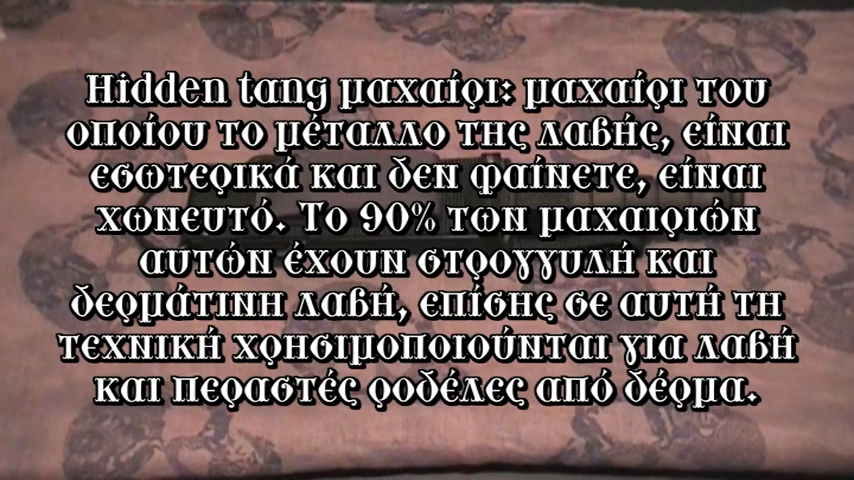 Hidden tang μαχαίρι: μαχαίρι του
οποίου το μέταλλο της λαβής, είναι
εσωτερικά και δεν φαίνετε, είναι
χωνευτό. Το 90% των μαχαιριών
αυτών έχουν στρογγυλή και
δερμάτινη λαβή, επίσης σε αυτή τη
τεχνική χρησιμοποιούνται για λαβή
και περαστές ροδέλες από δέρμα.